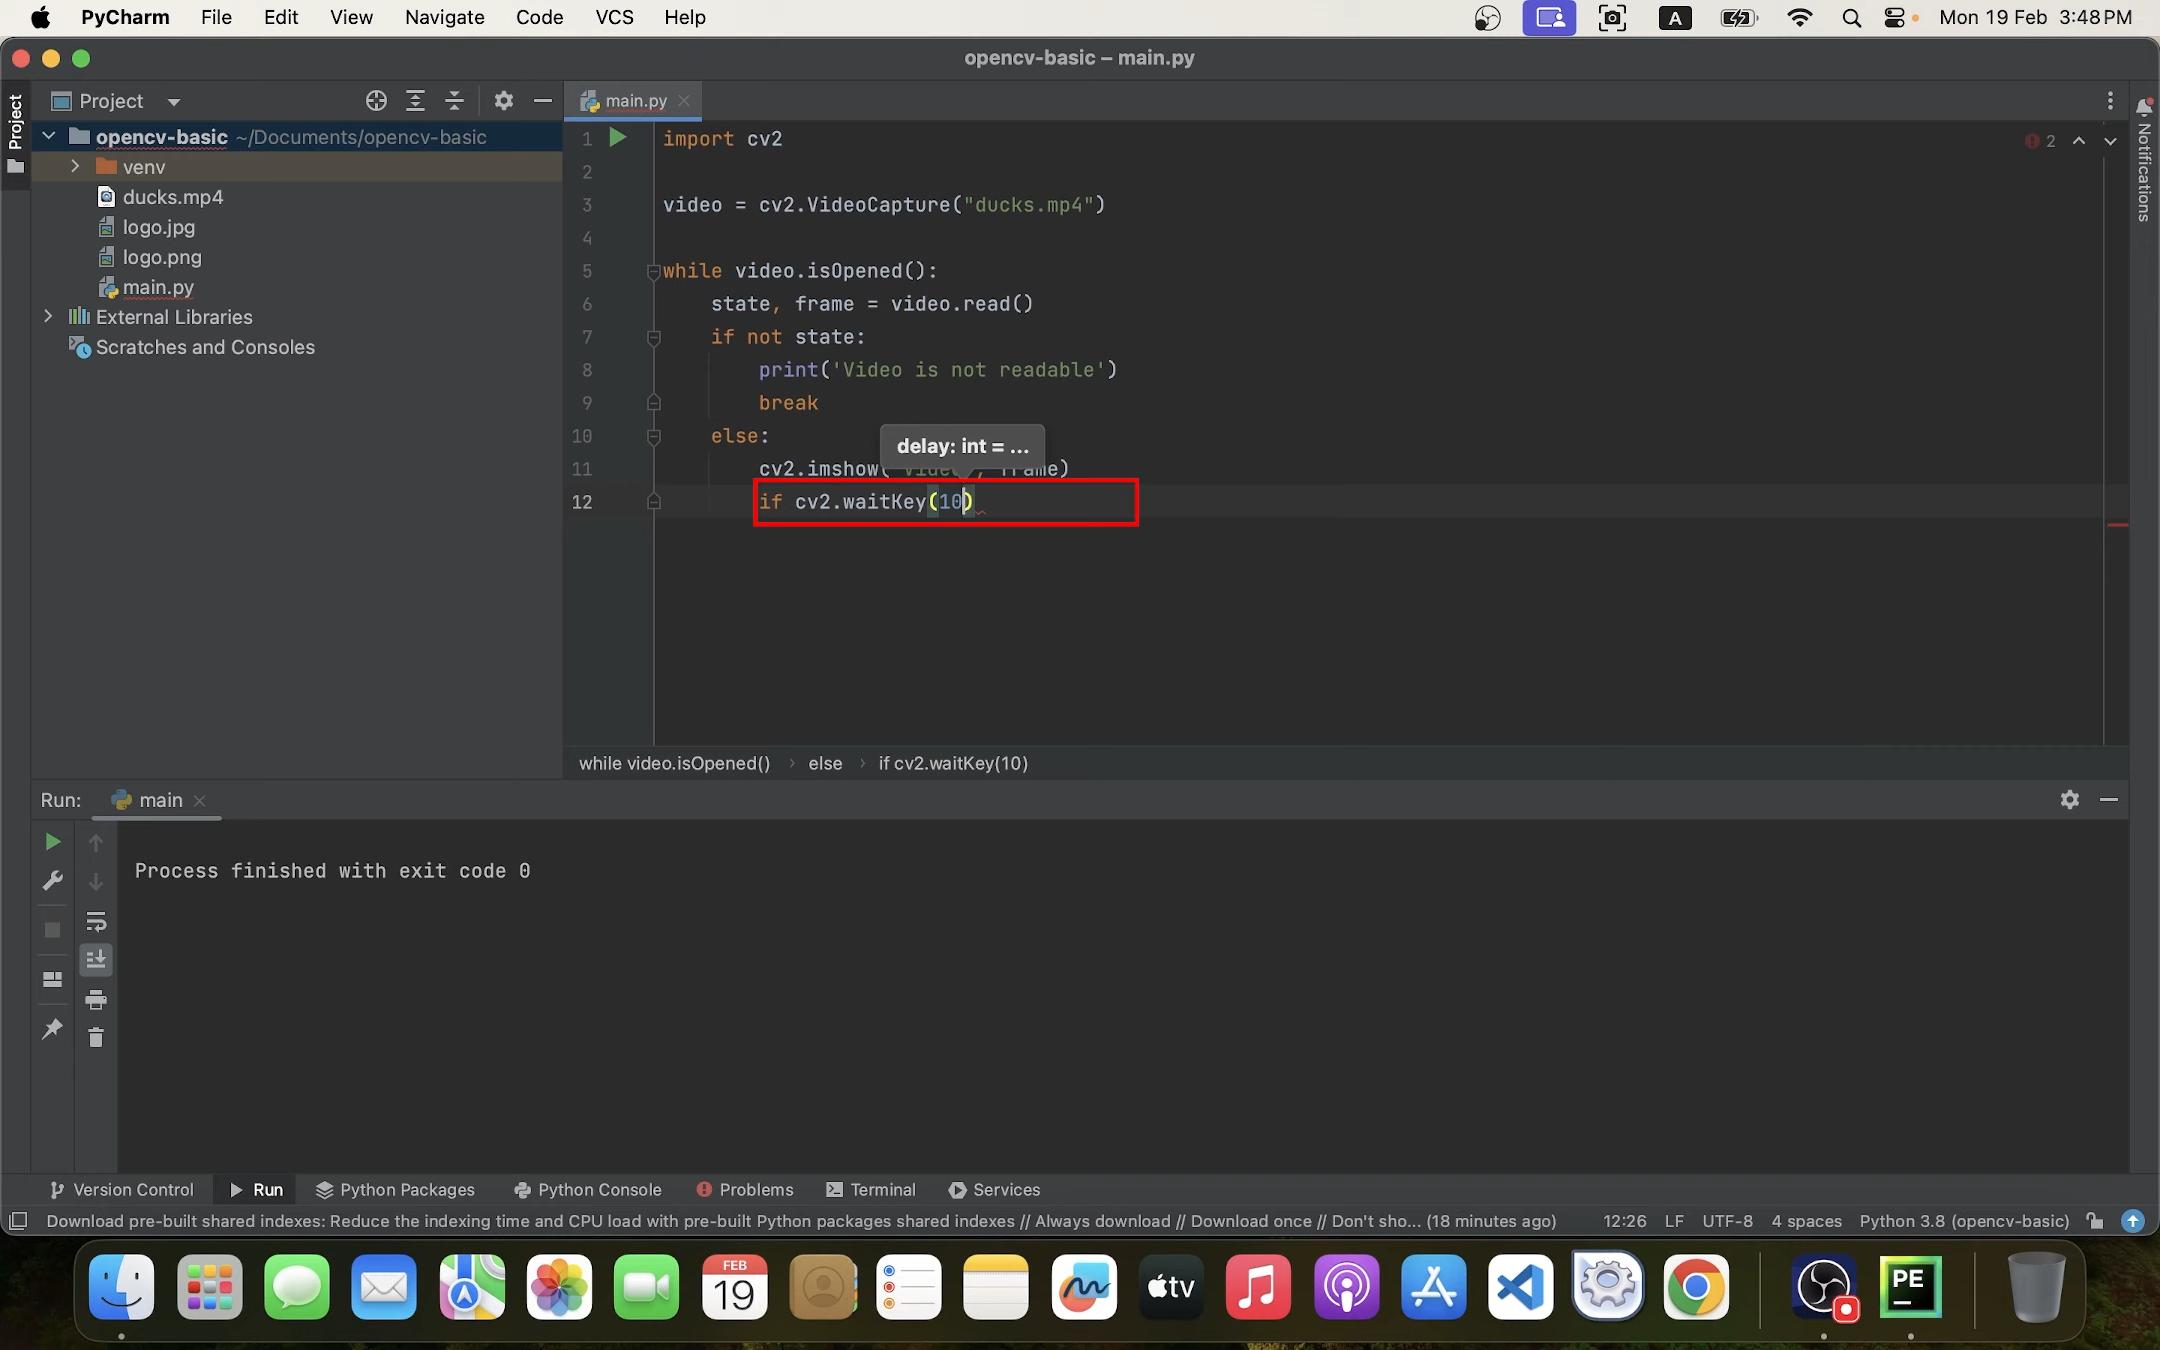 PyCharm File Edit View Navigate Code VCS Help A Mon 19 Feb 3:48 PM
opencv-basic – main.py
Project
Project
main.py
opencv-basic ~/Documents/opencv-basic
venv
ducks.mp4
logo.jpg
logo.png
main.py
External Libraries
Scratches and Consoles
2
Notifications
1 import cv2
2
3 video = cv2.VideoCapture("ducks.mp4")
4
5 while video.isOpened():
6 state, frame = video.read()
7 if not state:
8 print('Video is not readable')
9 break
10 else:
delay: int = ...
11 cv2.imshow( frame)
12 if cv2.waitKey(10)
while video.isOpened() › else › if cv2.waitKey(10)
Run: main
Process finished with exit code 0
Version Control Run Python Packages Python Console Problems Terminal Services
Download pre-built shared indexes: Reduce the indexing time and CPU load with pre-built Python packages shared indexes // Always download // Download once // Don't sho... (18 minutes ago) 12:26 LF UTF-8 4 spaces Python 3.8 (opencv-basic)
FEB
19
tv
PE